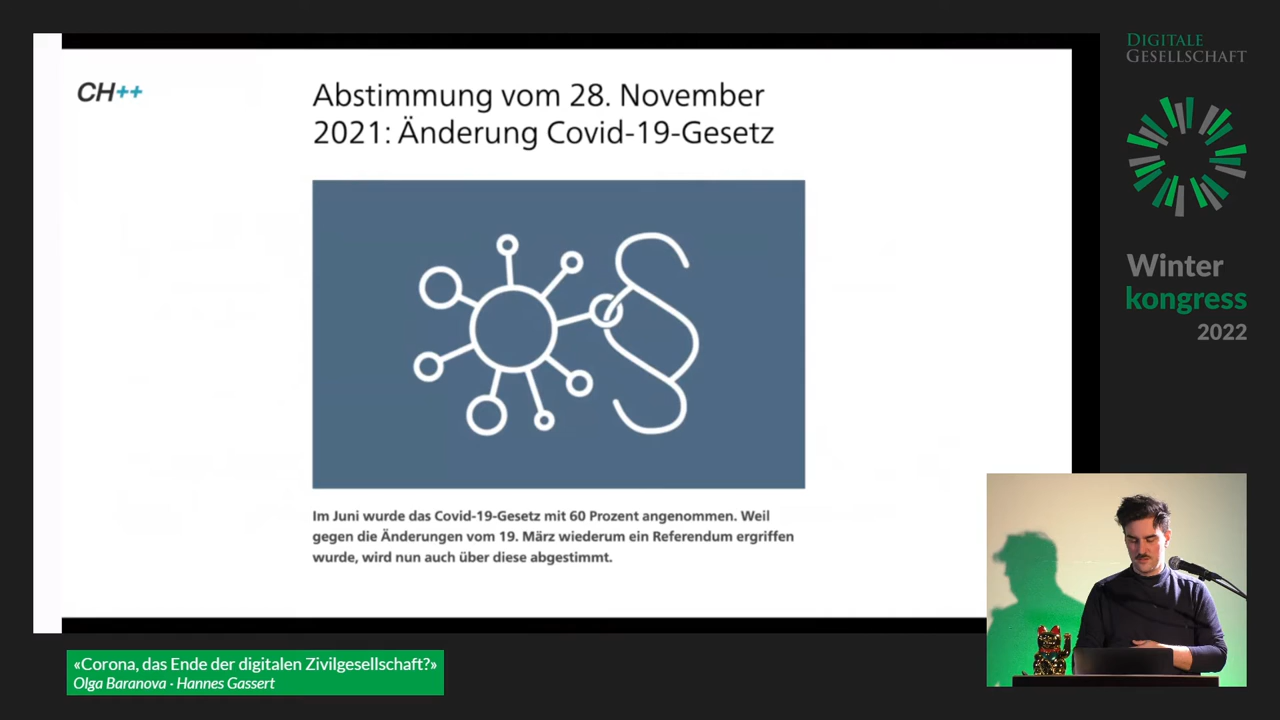 CH++
Abstimmung vom 28. November
2021: Änderung Covid-19-Gesetz
§
Im Juni wurde das Covid-19-Gesetz mit 60 Prozent angenommen. Weil
gegen die Änderungen vom 19. März wiederum ein Referendum ergriffen
wurde, wird nun auch über diese abgestimmt.
DIGITALE
GESELLSCHAFT
Winter
kongress
2022
«Corona, das Ende der digitalen Zivilgesellschaft?»
Olga Baranova · Hannes Gassert